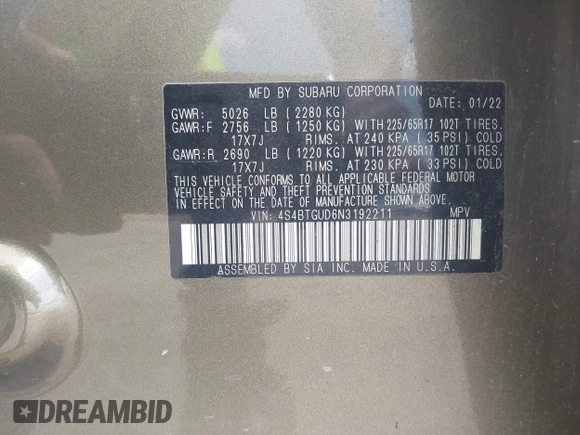 MFD BY SUBARU CORPORATION
DATE: 01/22
GVWR: 5026 LB ( 2280 KG)
GAWR:F 2756 LB ( 1250 KG) WITH 225/65R17 102T TIRES.
17X7J RIMS. AT 240 KPA ( 35 PSI) COLD
GAWR:R 2690 LB ( 1220 KG) WITH 225/65R17 102T TIRES.
17X7J RIMS. AT 230 KPA ( 33 PSI) COLD
THIS VEHICLE CONFORMS TO ALL APPLICABLE FEDERAL MOTOR
VEHICLE SAFETY AND THEFT PREVENTION STANDARDS
IN EFFECT ON THE DATE OF MANUFACTURE SHOWN ABOVE.
VIN: 4S4BTGUD6N3192211 MPV
ASSEMBLED BY SIA INC. MADE IN U.S.A.
DREAMBID